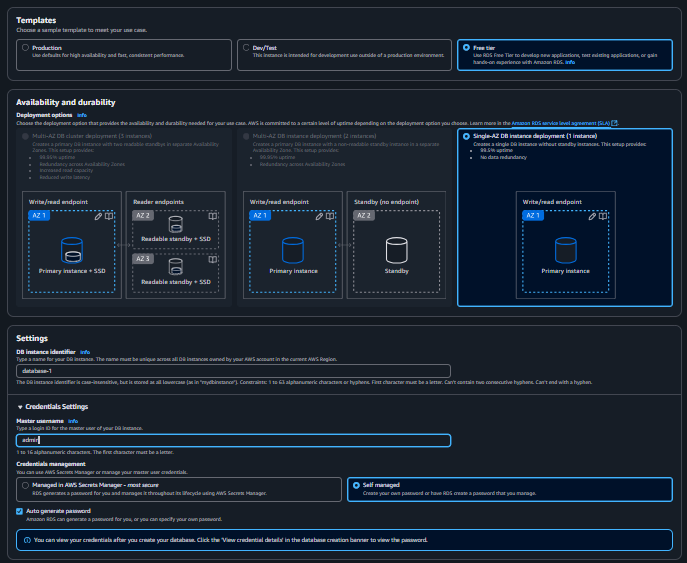 Templates
Choose a sample template to meet your use case.
Production
Use defaults for high availability and fast, consistent performance.
Dev/Test
This instance is intended for development use outside of a production environment.
Free tier
Use RDS Free Tier to develop new applications, test existing applications, or gain
hands-on experience with Amazon RDS. Info
Availability and durability
Deployment options Info
Choose the deployment option that provides the availability and durability needed for your use case. AWS is committed to a certain level of uptime depending on the deployment option you choose. Learn more in the Amazon RDS service level agreement (SLA)
Multi-AZ DB cluster deployment (3 instances)
Creates a primary DB instance with two readable standbys in separate Availability
Zones. This setup provides:
99.95% uptime
Redundancy across Availability Zones
Increased read capacity
Reduced write latency
Multi-AZ DB instance deployment (2 instances)
Creates a primary DB instance with a non-readable standby instance in a separate
Availability Zone. This setup provides:
99.95% uptime
Redundancy across Availability Zones
Single-AZ DB instance deployment (1 instance)
Creates a single DB instance without standby instances. This setup provides:
99.5% uptime
No data redundancy
Write/read endpoint
AZ 1
Primary instance + SSD
Reader endpoints
AZ 2
Readable standby + SSD
AZ 3
Readable standby + SSD
Write/read endpoint
AZ 1
Primary instance
Standby (no endpoint)
AZ 2
Standby
Write/read endpoint
AZ 1
Primary instance
Settings
DB instance identifier Info
Type a name for your DB instance. The name must be unique across all DB instances owned by your AWS account in the current AWS Region.
database-1
The DB instance identifier is case-insensitive, but is stored as all lowercase (as in "mydbinstance"). Constraints: 1 to 63 alphanumeric characters or hyphens. First character must be a letter. Can't contain two consecutive hyphens. Can't end with a hyphen.
Credentials Settings
Master username Info
Type a login ID for the master user of your DB instance.
admin
1 to 16 alphanumeric characters. The first character must be a letter.
Credentials management
You can use AWS Secrets Manager or manage your master user credentials.
Managed in AWS Secrets Manager - most secure
RDS generates a password for you and manages it throughout its lifecycle using AWS Secrets Manager.
Self managed
Create your own password or have RDS create a password that you manage.
Auto generate password
Amazon RDS can generate a password for you, or you can specify your own password.
You can view your credentials after you create your database. Click the 'View credential details' in the database creation banner to view the password.